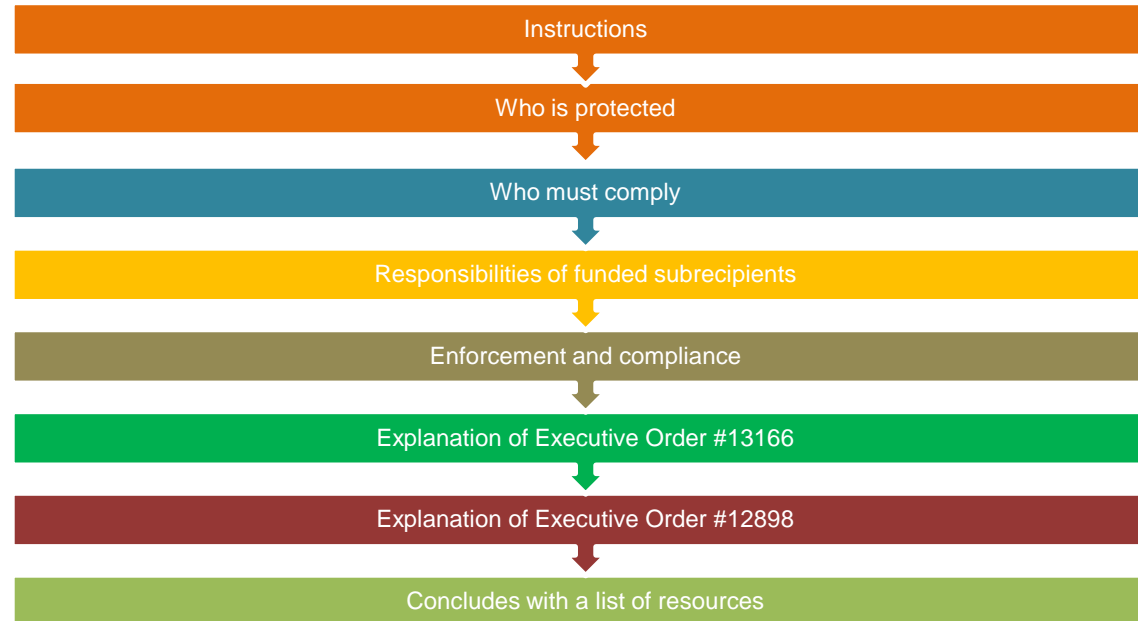 Instructions
Who is protected
Who must comply
Responsibilities of funded subrecipients
Enforcement and compliance
Explanation of Executive Order #13166
Explanation of Executive Order #12898
Concludes with a list of resources